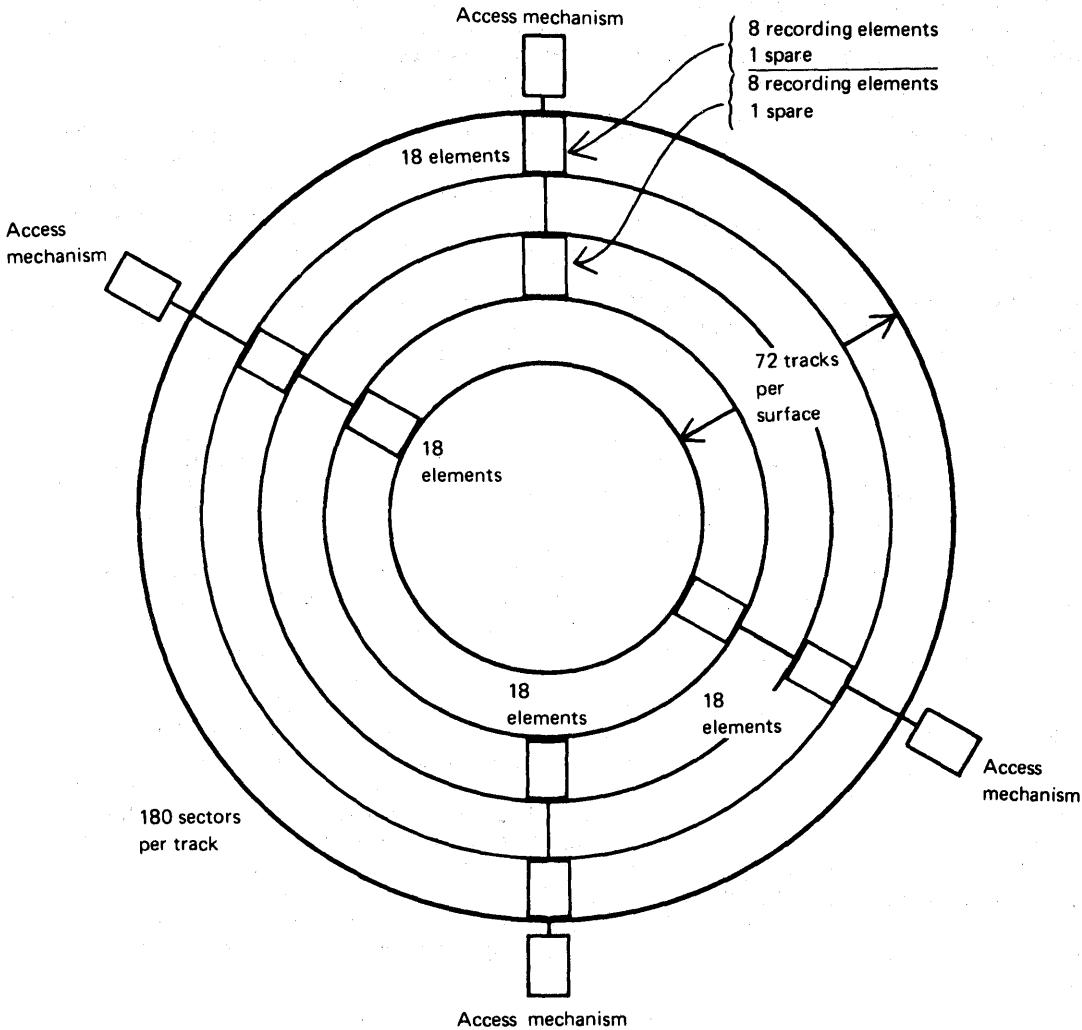 Access mechanism
8 recording elements
1 spare
8 recording elements
1 spare
18 elements
Access
mechanism
72 tracks
per
surface
18
elements
18
elements
18
elements
Access
mechanism
180 sectors
per track
Access mechanism